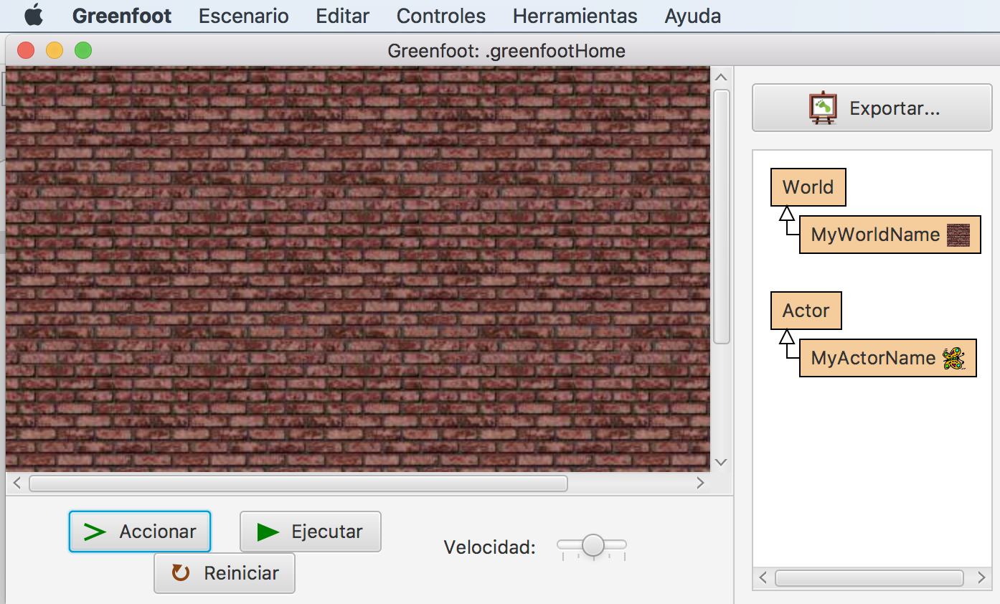 Greenfoot Escenario Editar Controles Herramientas Ayuda
Greenfoot: .greenfootHome
Exportar...
World
MyWorldName
Actor
MyActorName
Accionar
Ejecutar
Velocidad:
Reiniciar